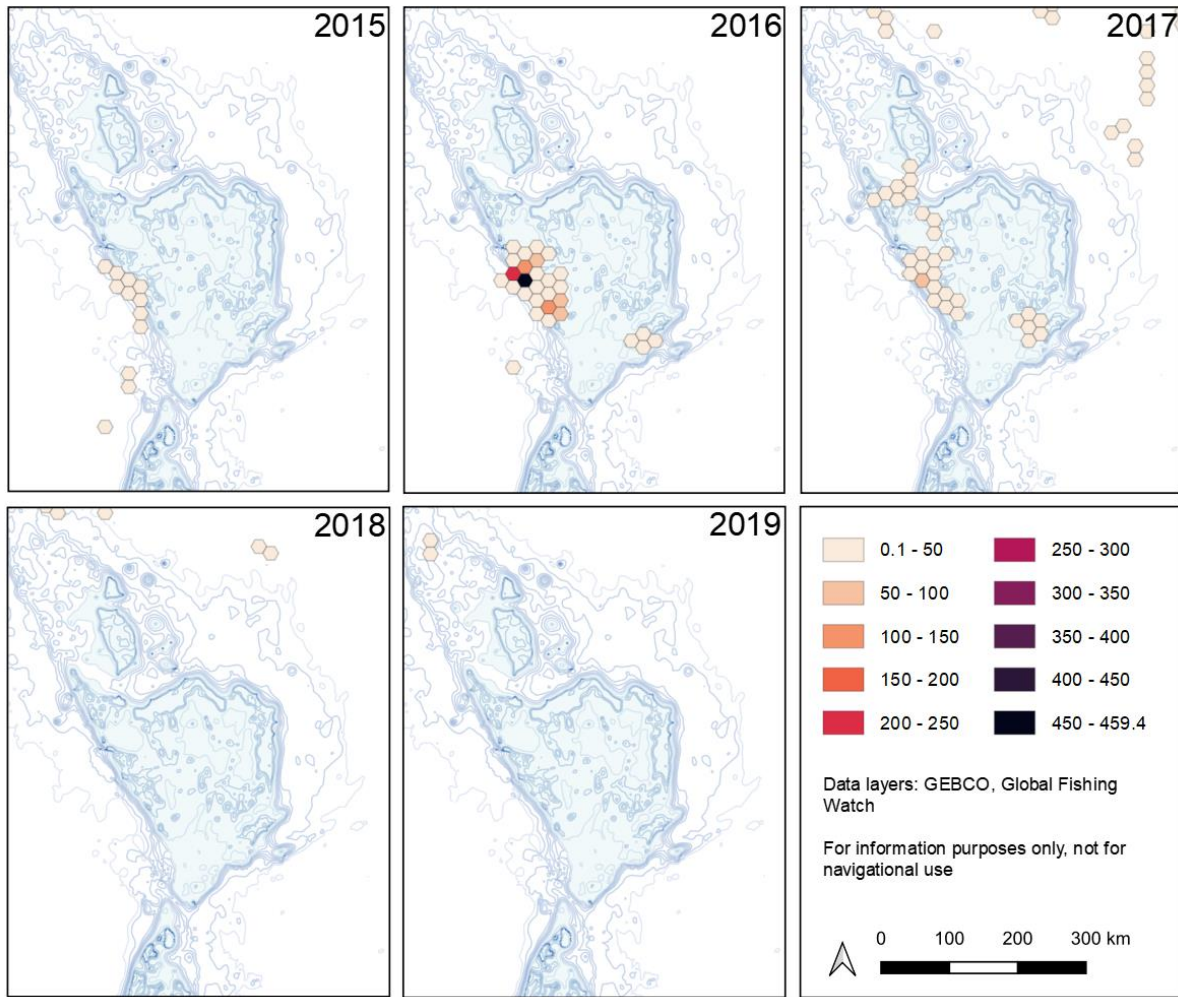 2015
2016
2017
2018
2019
0.1 - 50
250 - 300
50 - 100
300 - 350
100 - 150
350 - 400
150 - 200
400 - 450
200 - 250
450 - 459.4
Data layers: GEBCO, Global Fishing
Watch
For information purposes only, not for
navigational use
0 100 200 300 km